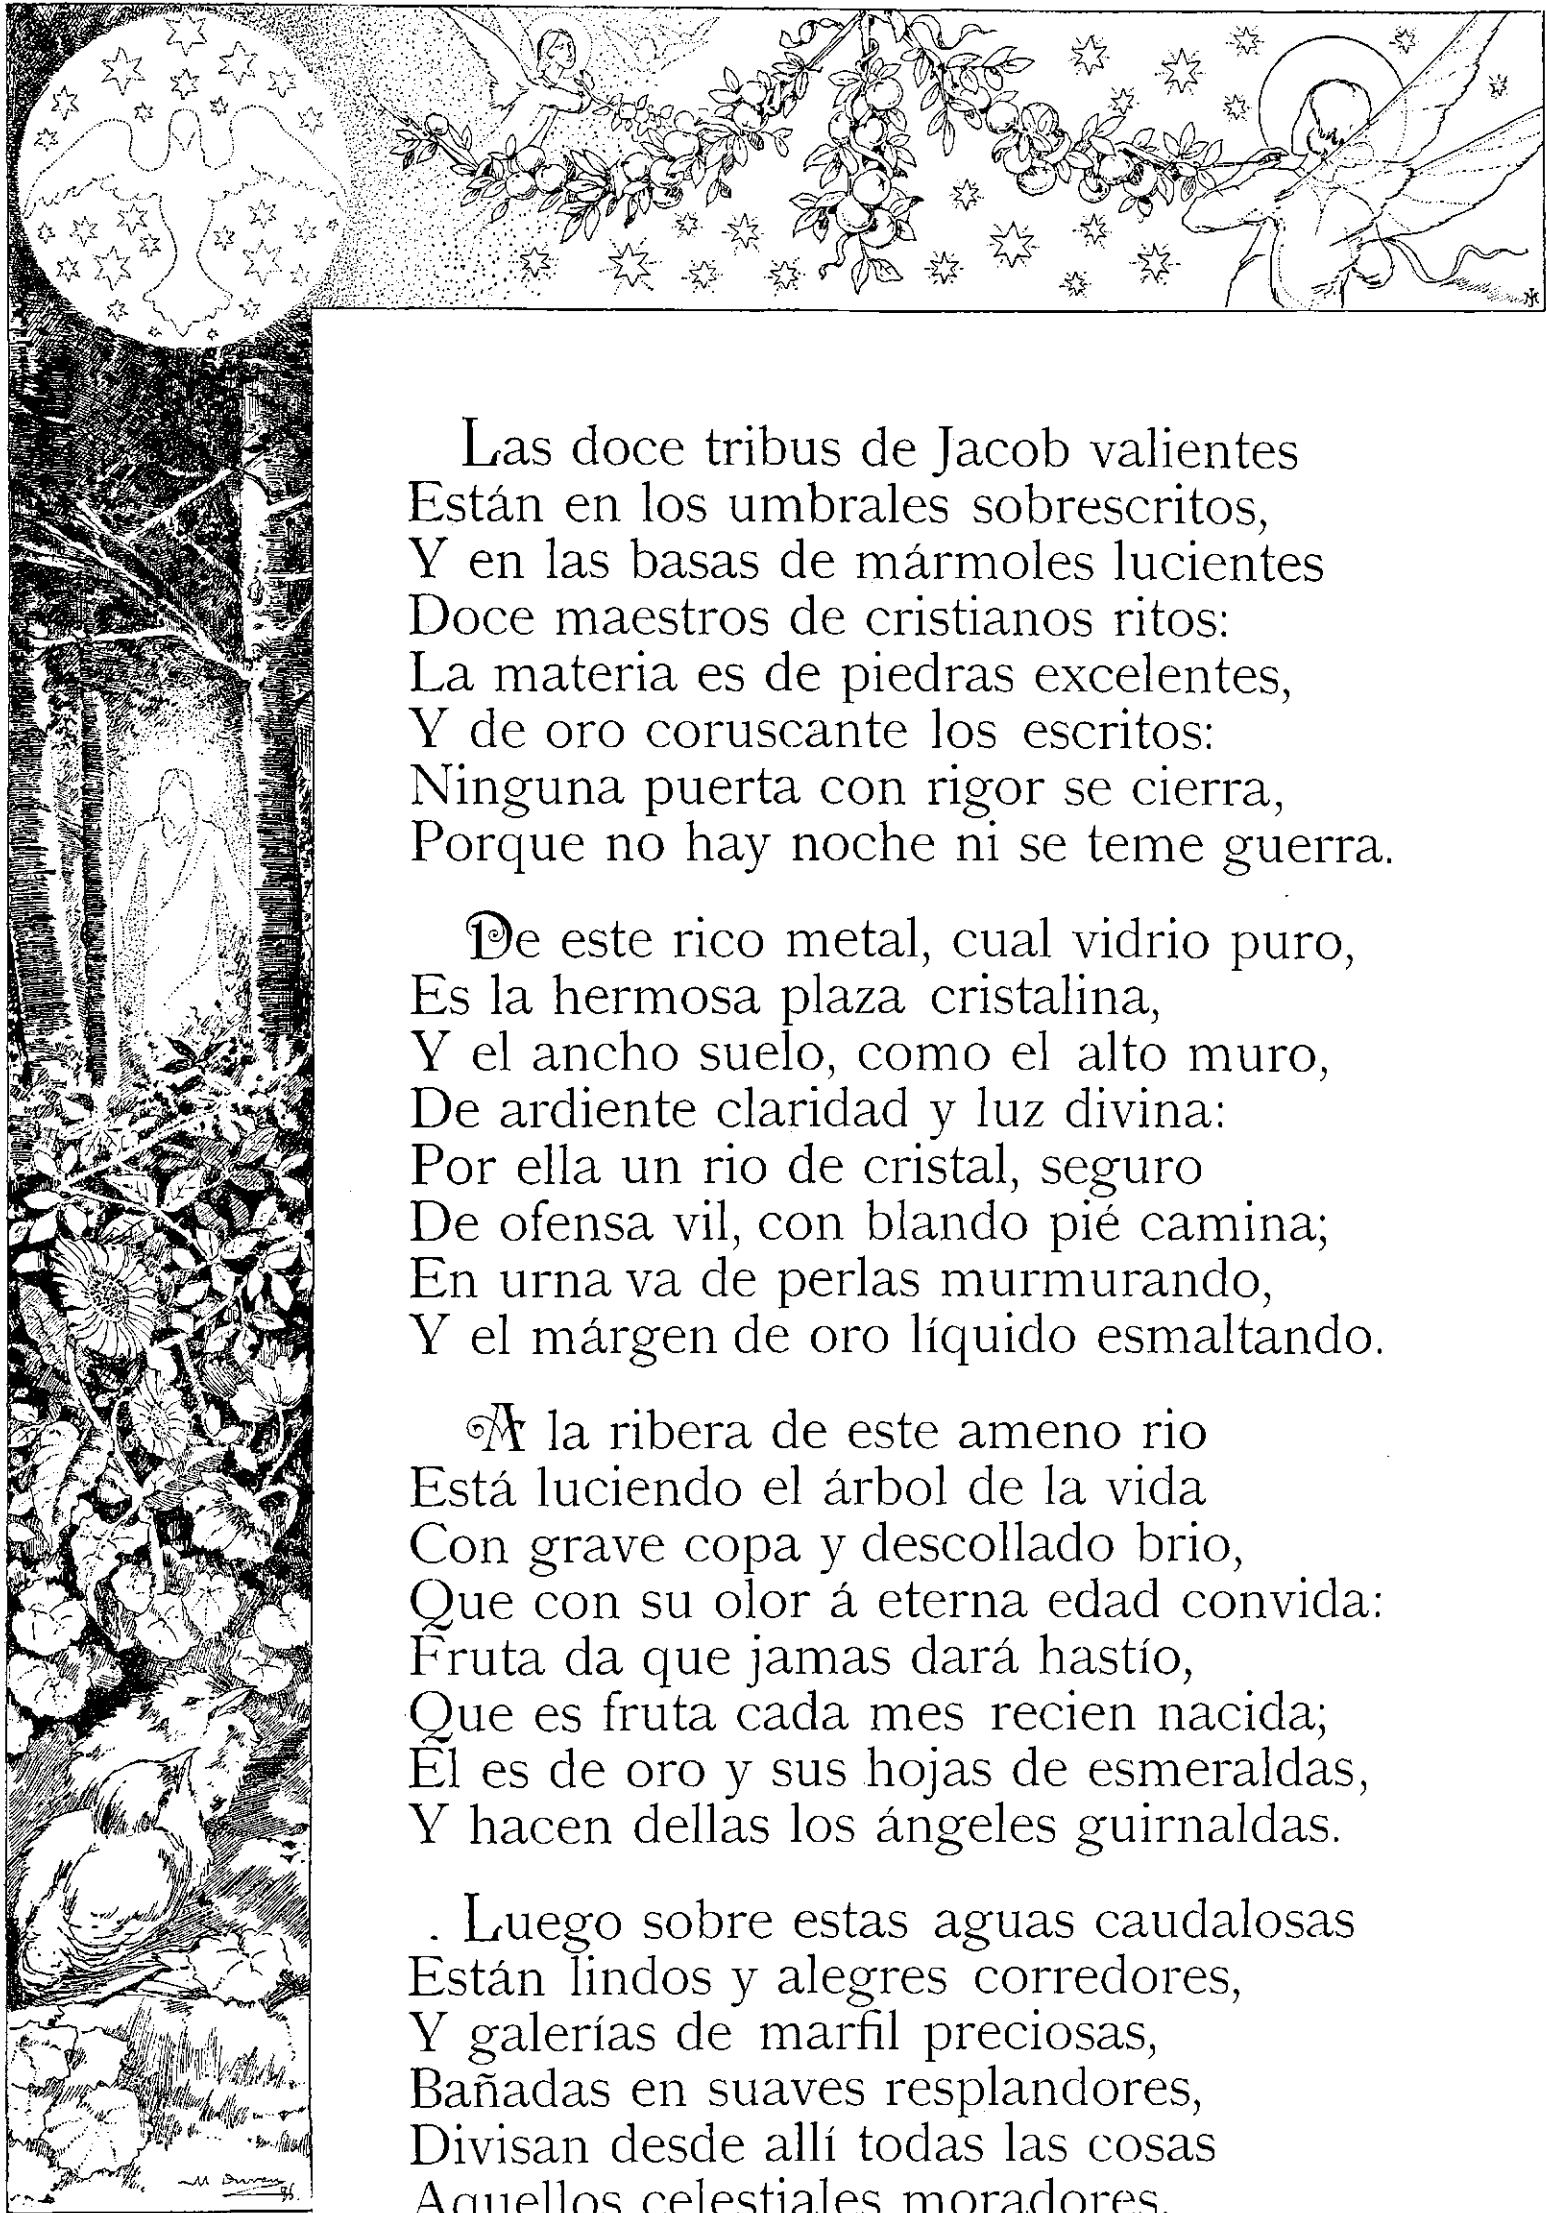 Las doce tribus de Jacob valientes
Están en los umbrales sobrescritos,
Y en las basas de mármoles lucientes
Doce maestros de cristianos ritos:
La materia es de piedras excelentes,
Y de oro coruscante los escritos:
Ninguna puerta con rigor se cierra,
Porque no hay noche ni se teme guerra.

De este rico metal, cual vidrio puro,
Es la hermosa plaza cristalina,
Y el ancho suelo, como el alto muro,
De ardiente claridad y luz divina:
Por ella un rio de cristal, seguro
De ofensa vil, con blando pié camina;
En urna va de perlas murmurando,
Y el márgen de oro líquido esmaltando.

A la ribera de este ameno rio
Está luciendo el árbol de la vida
Con grave copa y descollado brio,
Que con su olor á eterna edad convida:
Fruta da que jamas dará hastío,
Que es fruta cada mes recien nacida;
Él es de oro y sus hojas de esmeraldas,
Y hacen dellas los ángeles guirnaldas.

Luego sobre estas aguas caudalosas
Están lindos y alegres corredores,
Y galerías de marfil preciosas,
Bañadas en suaves resplandores,
Divisan desde allí todas las cosas
Aquellos celestiales moradores,